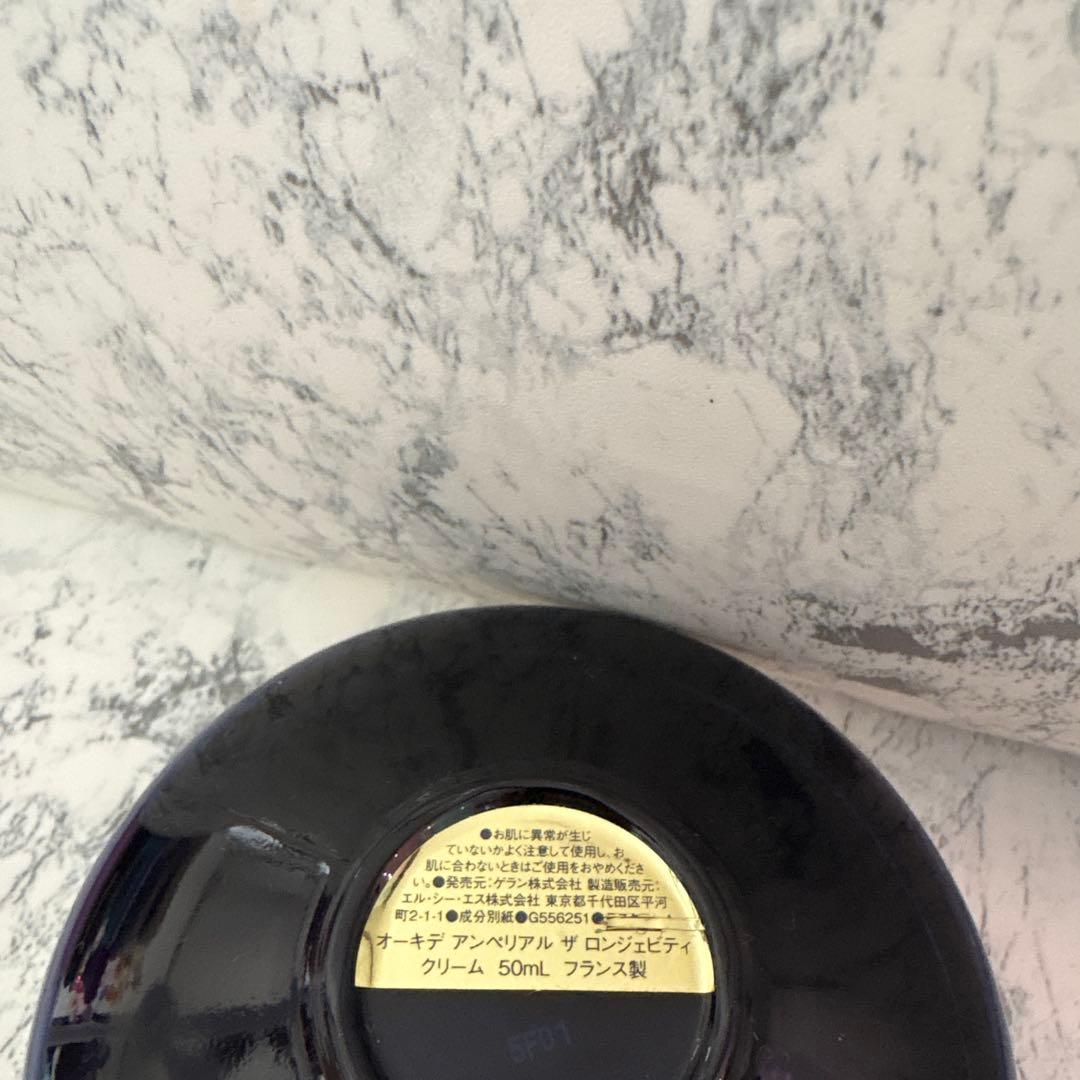 ●お肌に異常が生じ
ていないかよく注意して使用し、お
肌に合わないときはご使用をおやめくださ
い。●発売元:ゲラン株式会社 製造販売元:
エル・シー・エス株式会社 東京都千代田区平河
町2-1-1●成分別紙●G556251●
オーキデ アンペリアル ザ ロンジェビティ
クリーム 50mL フランス製
5F01